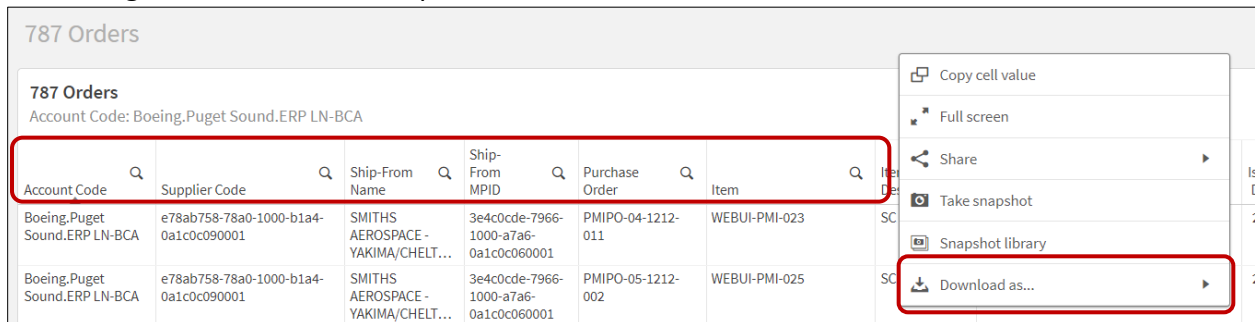 787 Orders
787 Orders
Account Code: Boeing.Puget Sound.ERP LN-BCA
Account Code
Supplier Code
Ship-From
Name
Ship-
From
MPID
Purchase
Order
Item
Boeing.Puget
Sound.ERP LN-BCA
e78ab758-78a0-1000-b1a4-
0a1c0c090001
SMITHS
AEROSPACE -
YAKIMA/CHELT...
3e4c0cde-7966-
1000-a7a6-
0a1c0c060001
PMIPO-04-1212-
011
WEBUI-PMI-023
SC
Boeing.Puget
Sound.ERP LN-BCA
e78ab758-78a0-1000-b1a4-
0a1c0c090001
SMITHS
AEROSPACE -
YAKIMA/CHELT...
3e4c0cde-7966-
1000-a7a6-
0a1c0c060001
PMIPO-05-1212-
002
WEBUI-PMI-025
SC
Copy cell value
Full screen
Share
Take snapshot
Snapshot library
Download as...